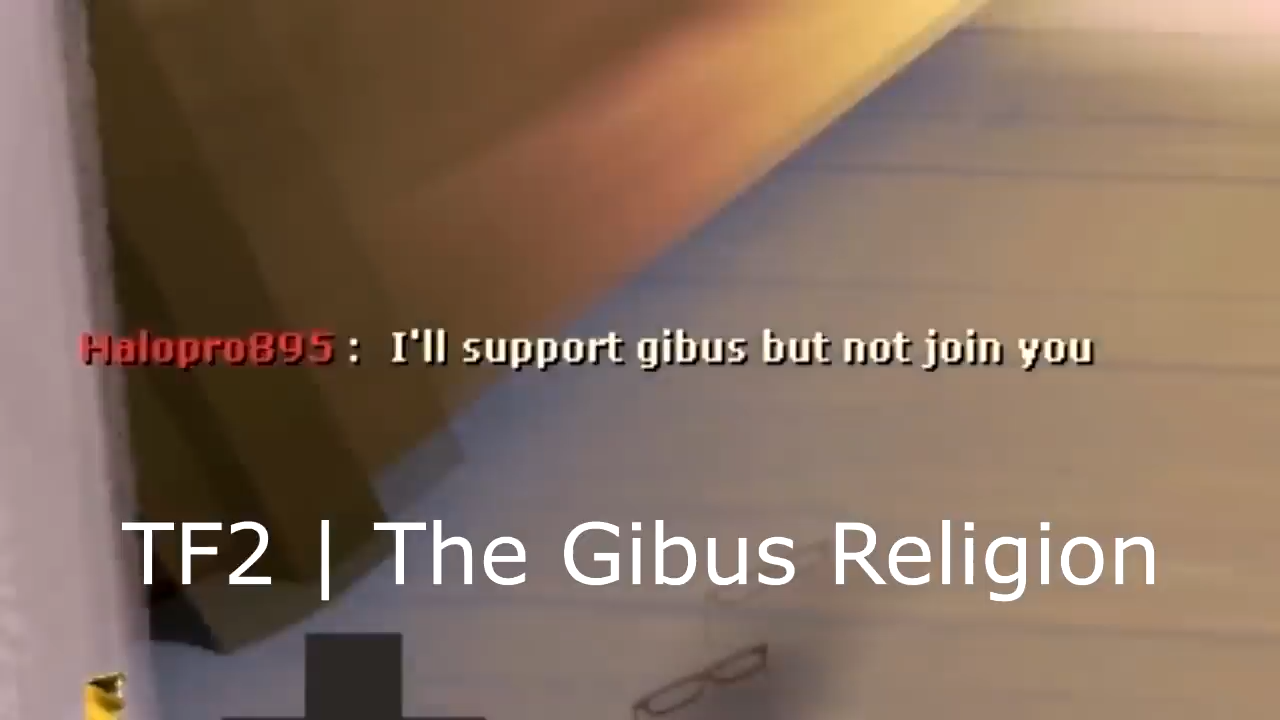 Halopro895 :  I'll support gibus but not join you
TF2 | The Gibus Religion